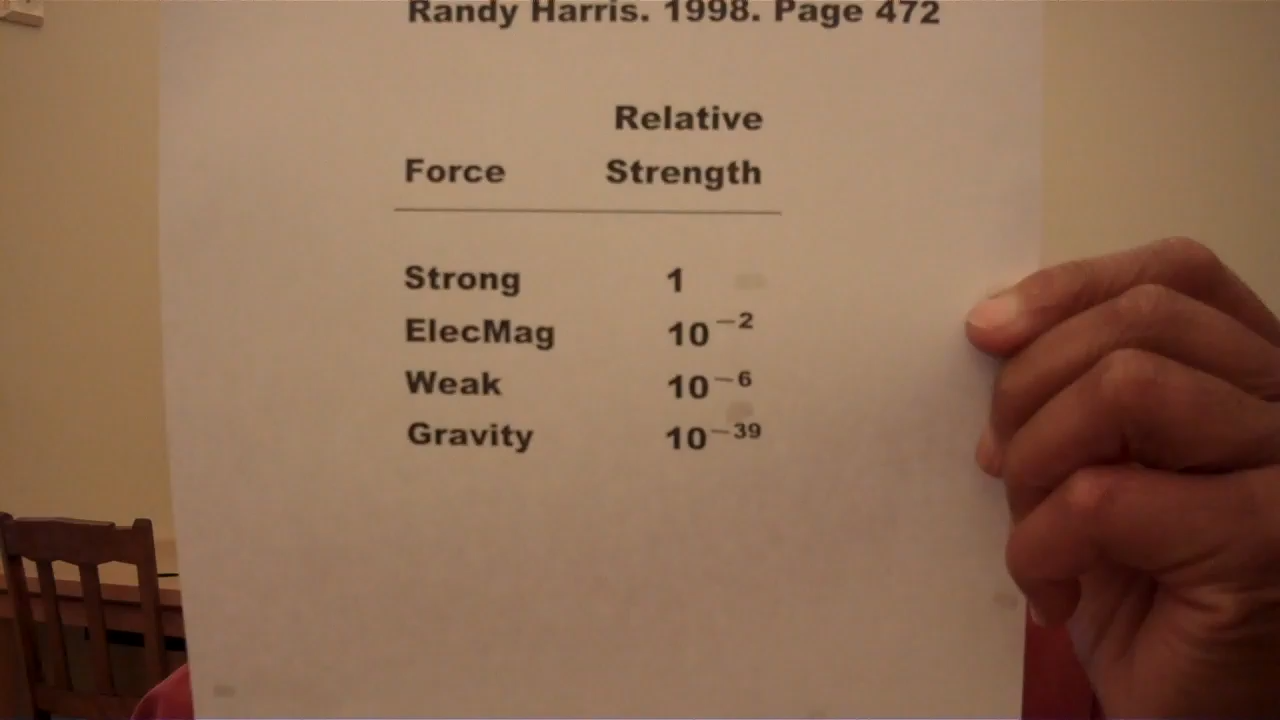 Randy Harris. 1998. Page 472
Relative
Force Strength
Strong 1
ElecMag 10⁻²
Weak 10⁻⁶
Gravity 10⁻³⁹